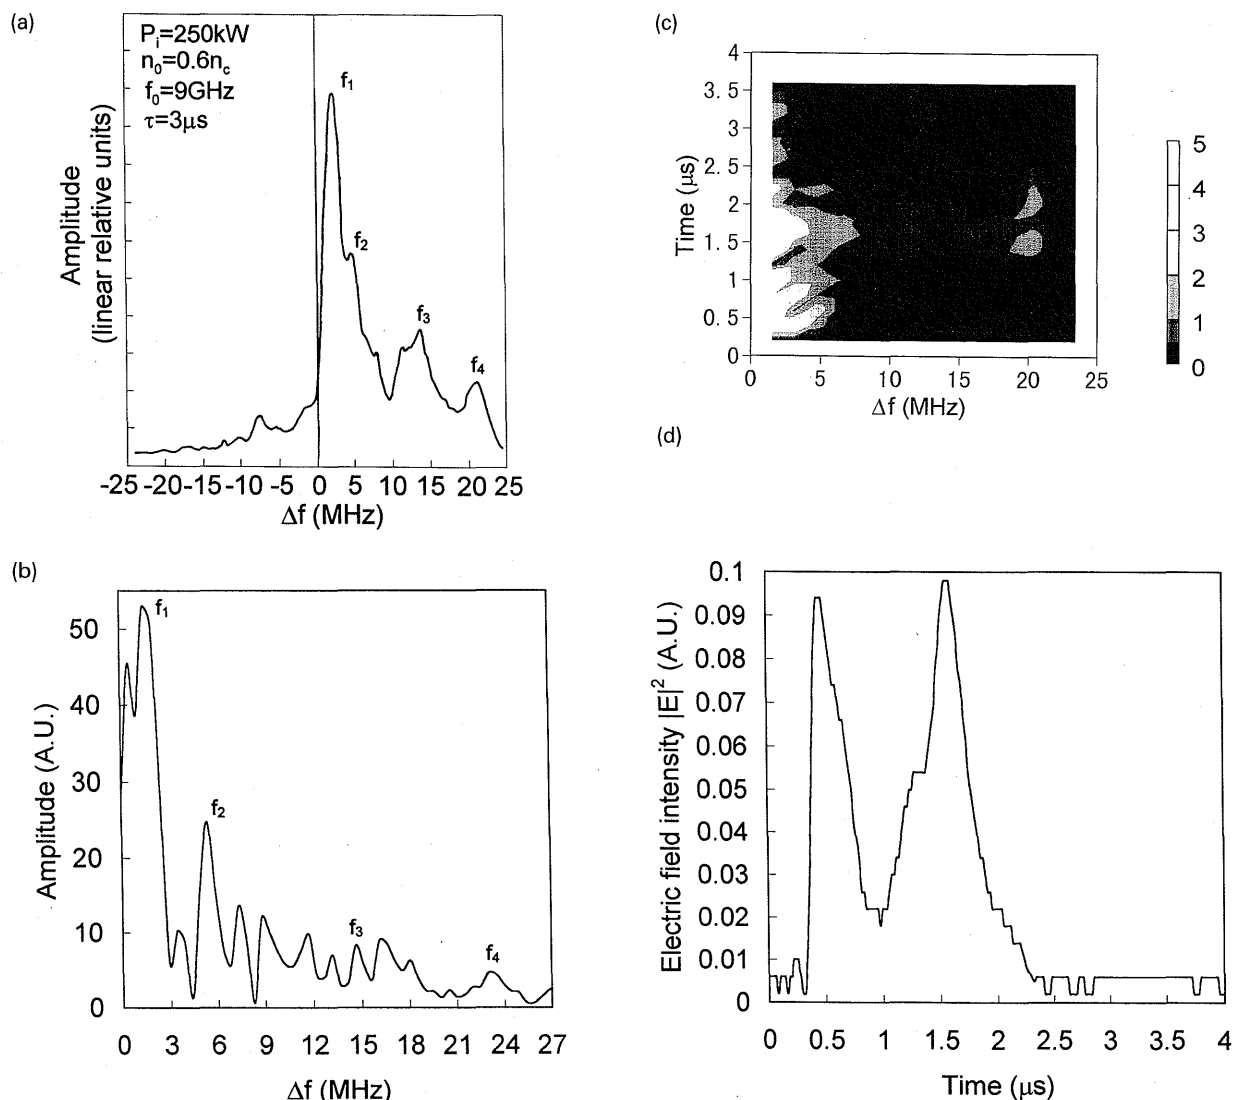 (a)
P_i=250kW
n_0=0.6n_c
f_0=9GHz
τ=3μs
f_1
f_2
f_3
f_4
Amplitude
(linear relative units)
-25 -20 -15 -10 -5 0 5 10 15 20 25
Δf (MHz)
(b)
f_1
f_2
f_3
f_4
50
40
30
20
10
0
Amplitude (A.U.)
0 3 6 9 12 15 18 21 24 27
Δf (MHz)
(c)
4
3.5
3
2.5
2
1.5
1
0.5
0
Time (μs)
0 5 10 15 20 25
Δf (MHz)
5
4
3
2
1
0
(d)
0.1
0.09
0.08
0.07
0.06
0.05
0.04
0.03
0.02
0.01
0
Electric field intensity |E|^2 (A.U.)
0 0.5 1 1.5 2 2.5 3 3.5 4
Time (μs)